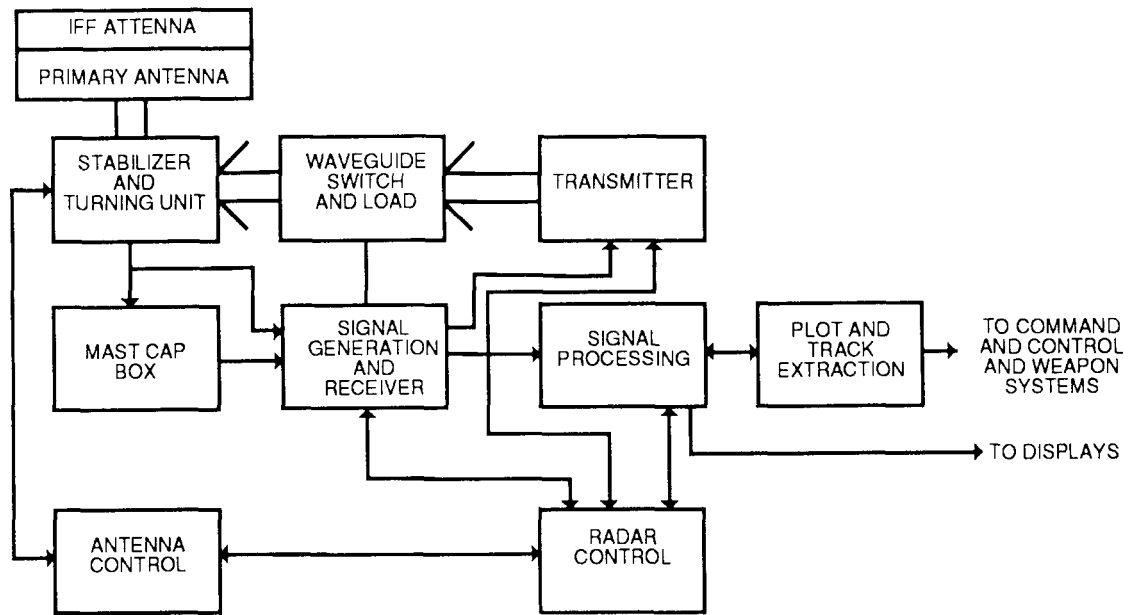 IFF ATTENNA
PRIMARY ANTENNA
STABILIZER
AND
TURNING UNIT
WAVEGUIDE
SWITCH
AND LOAD
TRANSMITTER
MAST CAP
BOX
SIGNAL
GENERATION
AND
RECEIVER
SIGNAL
PROCESSING
PLOT AND
TRACK
EXTRACTION
TO COMMAND
AND CONTROL
AND WEAPON
SYSTEMS
TO DISPLAYS
ANTENNA
CONTROL
RADAR
CONTROL